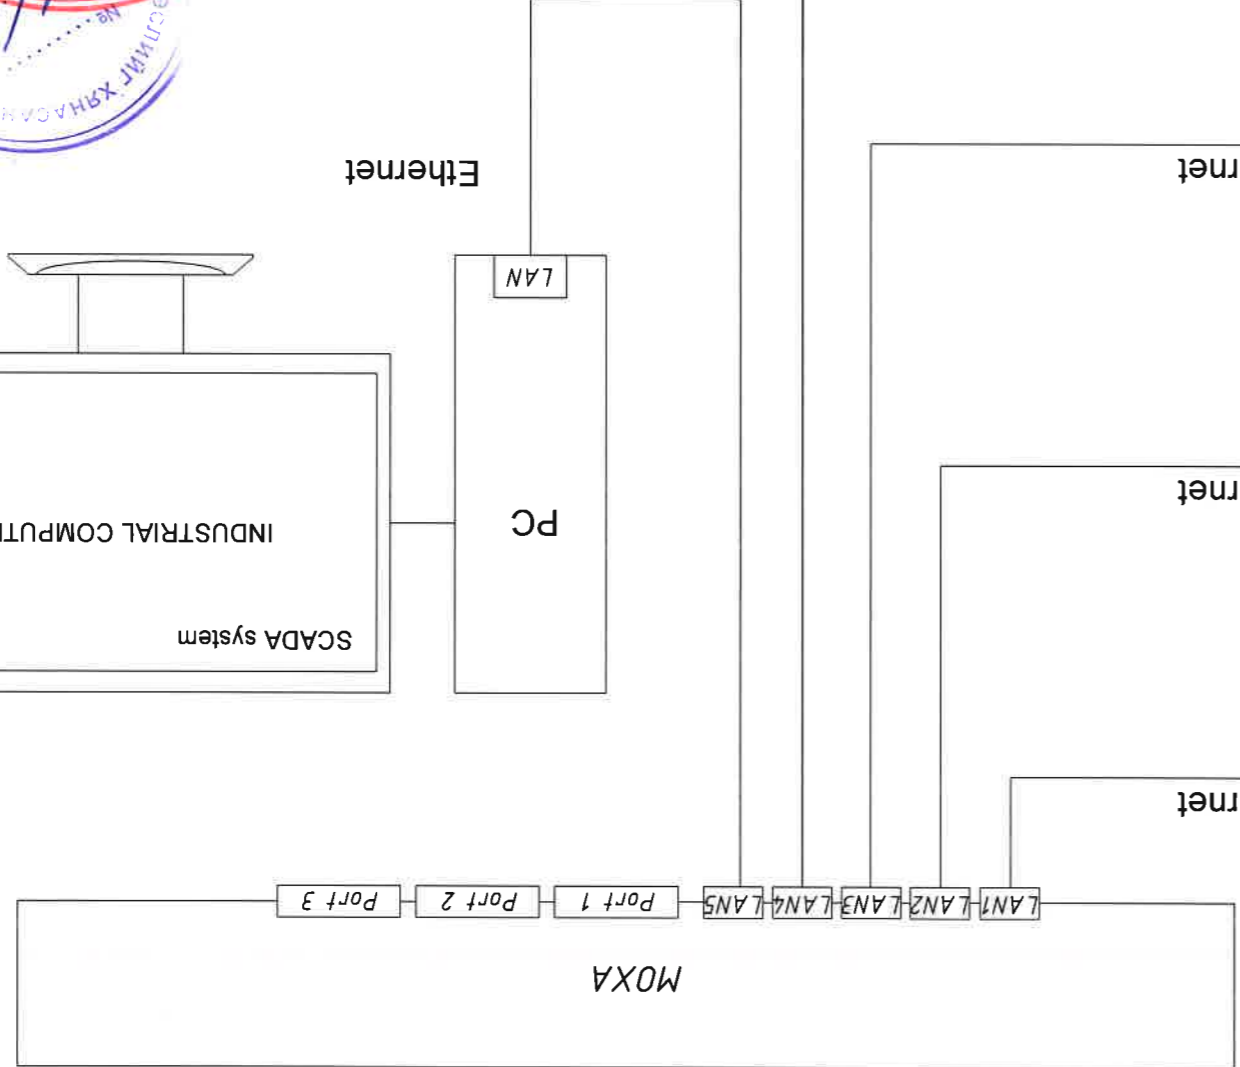 MOXA
LAN1
LAN2
LAN3
LAN4
LAN5
Port 1
Port 2
Port 3
rnet
SCADA system
INDUSTRIAL COMPUT
PC
rnet
LAN
Ethernet
rnet
№